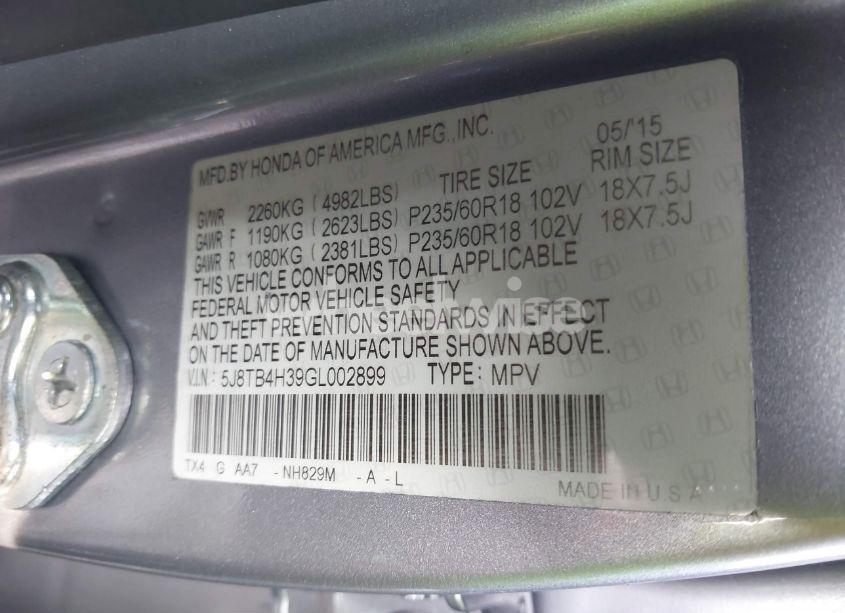 MFD.BY HONDA OF AMERICA MFG.,INC. 05/'15
TIRE SIZE RIM SIZE
GVWR 2260KG ( 4982LBS)
GAWR F 1190KG ( 2623LBS) P235/60R18 102V 18X7.5J
GAWR R 1080KG ( 2381LBS) P235/60R18 102V 18X7.5J
THIS VEHICLE CONFORMS TO ALL APPLICABLE
FEDERAL MOTOR VEHICLE SAFETY
AND THEFT PREVENTION STANDARDS IN EFFECT
ON THE DATE OF MANUFACTURE SHOWN ABOVE.
V.I.N.: 5J8TB4H39GL002899 TYPE: MPV
TX4 G AA7 -NH829M -A -L
MADE IN U S A